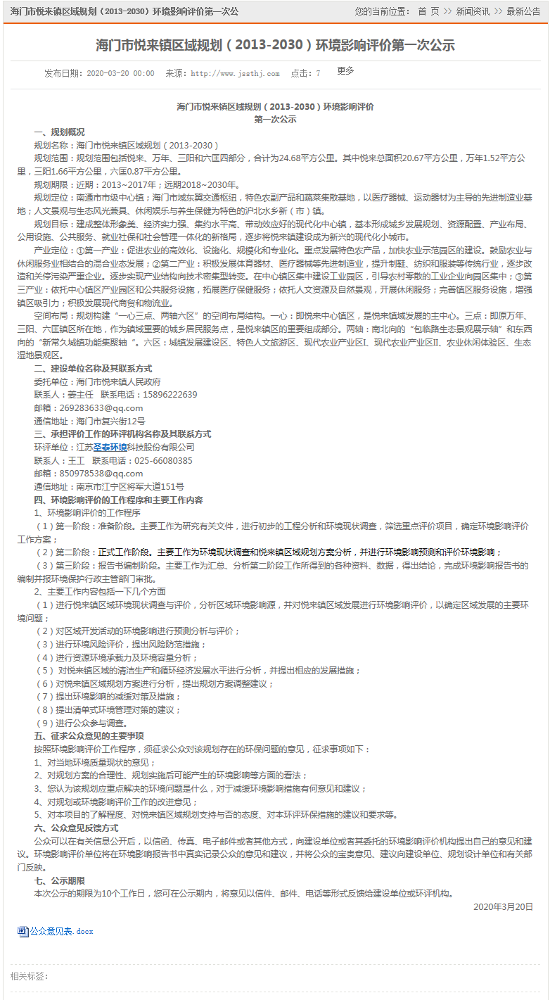 海门市悦来镇区域规划（2013-2030）环境影响评价第一次公
您的当前位置： 首 页 >> 新闻资讯 >> 最新公告
海门市悦来镇区域规划（2013-2030）环境影响评价第一次公示
发布日期：2020-03-20 00:00 来源：http://www.jssthj.com 点击：7 更多
海门市悦来镇区域规划（2013-2030）环境影响评价
第一次公示
一、规划概况
规划名称：海门市悦来镇区域规划（2013-2030）
规划范围：规划范围包括悦来、万年、三阳和六匡四部分，合计为24.68平方公里。其中悦来总面积20.67平方公里，万年1.52平方公
里，三阳1.66平方公里，六匡0.87平方公里。
规划期限：近期：2013~2017年；远期2018~2030年。
规划定位：南通市市级中心镇；海门市域东翼交通枢纽，特色农副产品和蔬菜集散基地，以医疗器械、运动器材为主导的先进制造业基
地；人文景观与生态风光兼具、休闲娱乐与养生保健为特色的沪北水乡新（市）镇。
规划目标：建成整体形象美、经济实力强、集约水平高、带动效应好的现代化中心镇，基本形成城乡发展规划、资源配置、产业布局、
公用设施、公共服务、就业社保和社会管理一体化的新格局，逐步将悦来镇建设成为新兴的现代化小城市。
产业定位：①第一产业：促进农业的高效化、设施化、规模化和专业化。重点发展特色农产品，加快农业示范园区的建设。鼓励农业与
休闲服务业相结合的混合业态发展；②第二产业：积极发展体育器材、医疗器械等先进制造业，提升制鞋、纺织和服装等传统行业，逐步改
造和关停污染严重企业。逐步实现产业结构向技术密集型转变。在中心镇区集中建设工业园区，引导农村零散的工业企业向园区集中；③第
三产业：依托中心镇区产业园区和公共服务设施，拓展医疗保健服务；依托人文资源及自然景观，开展休闲服务；完善镇区服务设施，增强
镇区吸引力；积极发展现代商贸和物流业。
空间布局：规划构建“一心三点、两轴六区”的空间布局结构。一心：即悦来中心镇区，是悦来镇域发展的主中心。三点：即原万年、
三阳、六匡镇区所在地，作为镇域重要的城乡居民服务点，是悦来镇区的重要组成部分。两轴：南北向的“包临路生态景观展示轴”和东西
向的“新常久城镇功能集聚轴“。六区：城镇发展建设区、特色人文旅游区、现代农业产业区I、现代农业产业区II、农业休闲体验区、生态
湿地景观区。
二、建设单位名称及其联系方式
委托单位：海门市悦来镇人民政府
联系人：姜主任 联系电话：15896222639
邮箱：269283633@qq.com
通信地址：海门市复兴街12号
三、承担评价工作的环评机构名称及其联系方式
环评单位：江苏圣泰环境科技股份有限公司
联系人：王工 联系电话：025-66080385
邮箱：850978538@qq.com
通信地址：南京市江宁区将军大道151号
四、环境影响评价的工作程序和主要工作内容
1、环境影响评价的工作程序
（1）第一阶段：准备阶段。主要工作为研究有关文件，进行初步的工程分析和环境现状调查，筛选重点评价项目，确定环境影响评价
工作方案；
（2）第二阶段：正式工作阶段。主要工作为环境现状调查和悦来镇区域规划方案分析，并进行环境影响预测和评价环境影响；
（3）第三阶段：报告书编制阶段。主要工作为汇总、分析第二阶段工作所得到的各种资料、数据，得出结论，完成环境影响报告书的
编制并报环境保护行政主管部门审批。
2、主要工作内容包括一下几个方面
（1）进行悦来镇区域环境现状调查与评价，分析区域环境影响源，并对悦来镇区域发展进行环境影响评价，以确定区域发展的主要环
境问题；
（2）对区域开发活动的环境影响进行预测分析与评价；
（3）进行环境风险评价，提出风险防范措施；
（4）进行资源环境承载力及环境容量分析；
（5） 对悦来镇区域的清洁生产和循环经济发展水平进行分析，并提出相应的发展措施；
（6）对悦来镇区域规划方案进行分析，提出规划方案调整建议；
（7）提出环境影响的减缓对策及措施；
（8）提出清单式环境管理对策的建议；
（9）进行公众参与调查。
五、征求公众意见的主要事项
按照环境影响评价工作程序，须征求公众对该规划存在的环保问题的意见，征求事项如下：
1、对当地环境质量现状的意见；
2、对规划方案的合理性、规划实施后可能产生的环境影响等方面的看法；
3、您认为该规划应重点解决的环境问题是什么，对于减缓环境影响措施有何意见和建议；
4、对规划或环境影响评价工作的改进意见；
5、对本项目的了解程度、对悦来镇区域规划支持与否的态度、对本环评环保措施的建议和要求等。
六、公众意见反馈方式
公众可以在有关信息公开后，以信函、传真、电子邮件或者其他方式，向建设单位或者其委托的环境影响评价机构提出自己的意见和建
议。环境影响评价单位将在环境影响报告书中真实记录公众的意见和建议，并将公众的宝贵意见、建议向建设单位、规划设计单位和有关部
门反映。
七、公示期限
本次公示的期限为10个工作日，您可在公示期内，将意见以信件、邮件、电话等形式反馈给建设单位或环评机构。
2020年3月20日
公众意见表.docx
相关标签：